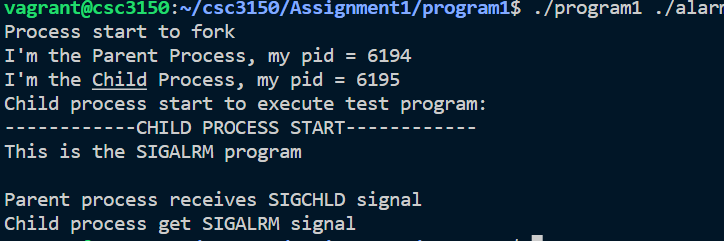 vagrant@csc3150:~/csc3150/Assignment1/program1$ ./program1 ./alarm
Process start to fork
I'm the Parent Process, my pid = 6194
I'm the Child Process, my pid = 6195
Child process start to execute test program:
------------CHILD PROCESS START------------
This is the SIGALRM program
Parent process receives SIGCHLD signal
Child process get SIGALRM signal